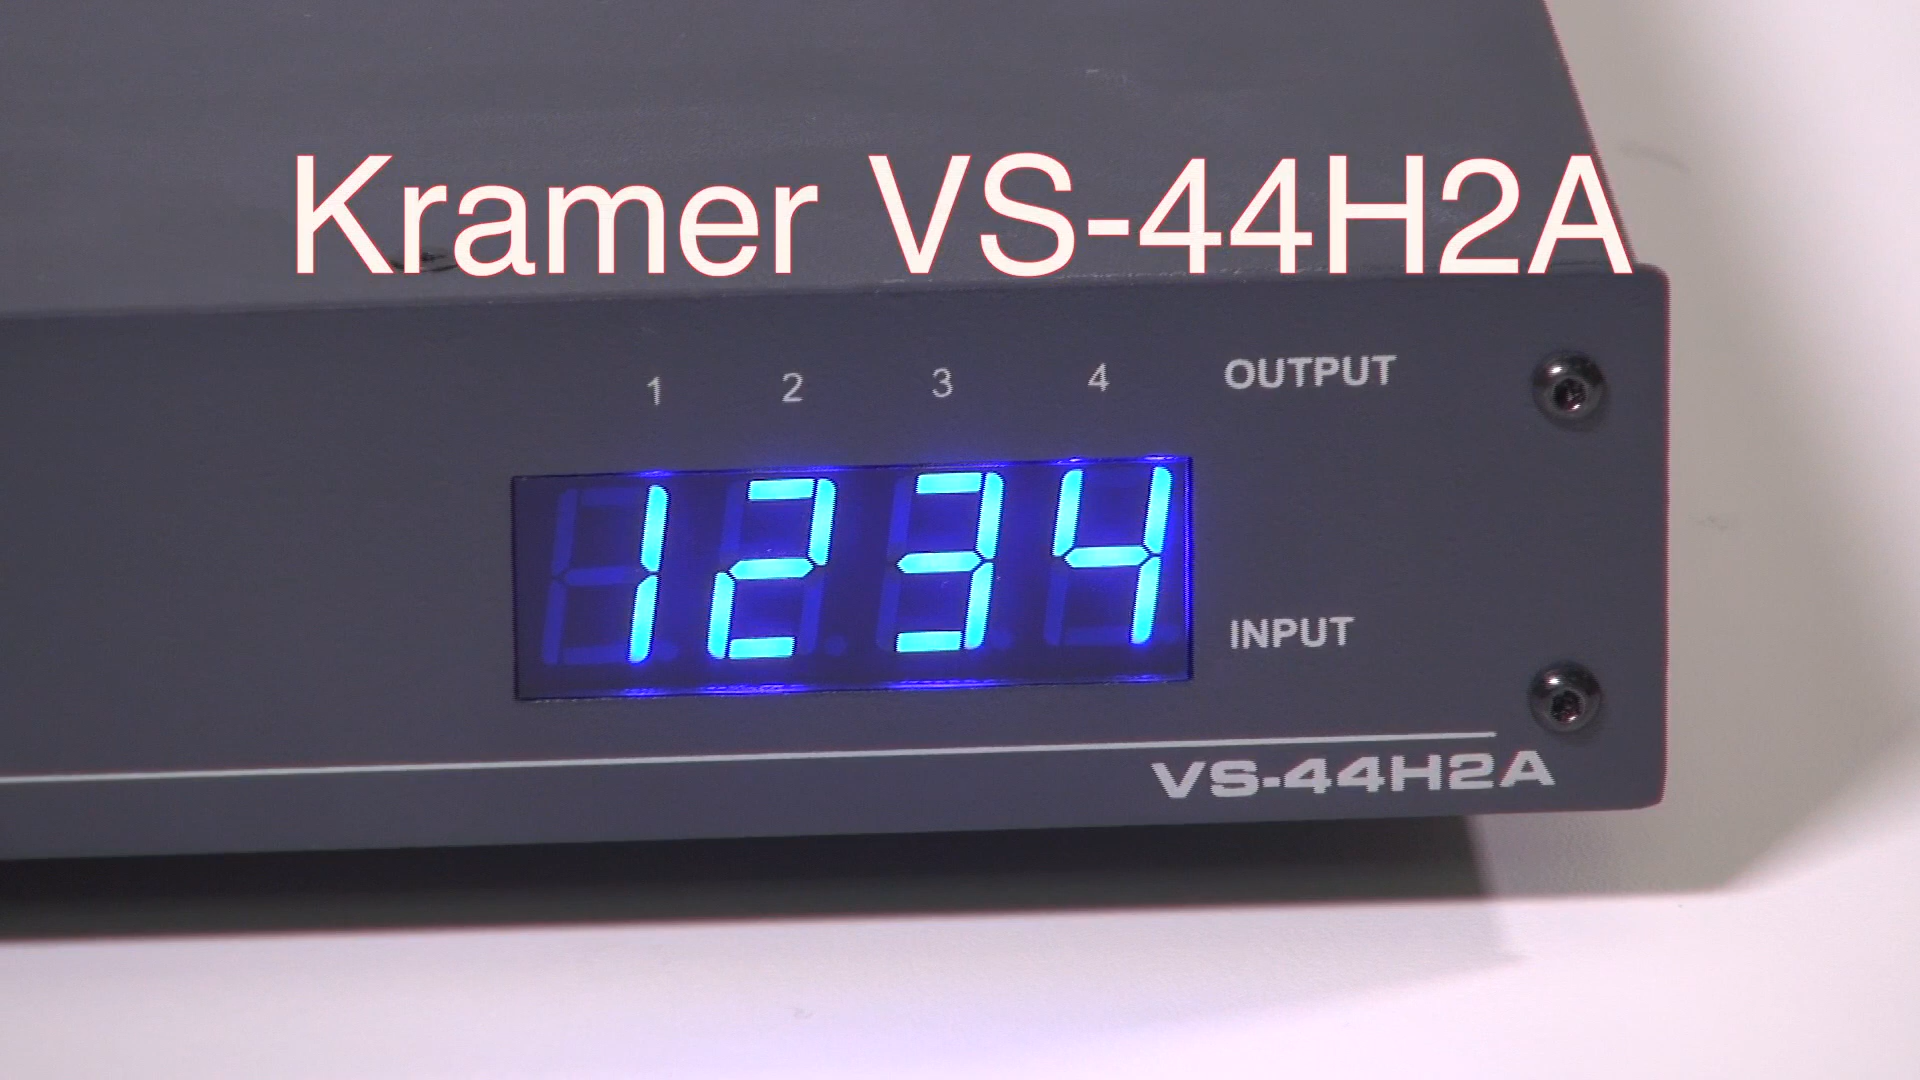 Kramer VS-44H2A
1 2 3 4 OUTPUT
1234
INPUT
VS-44H2A